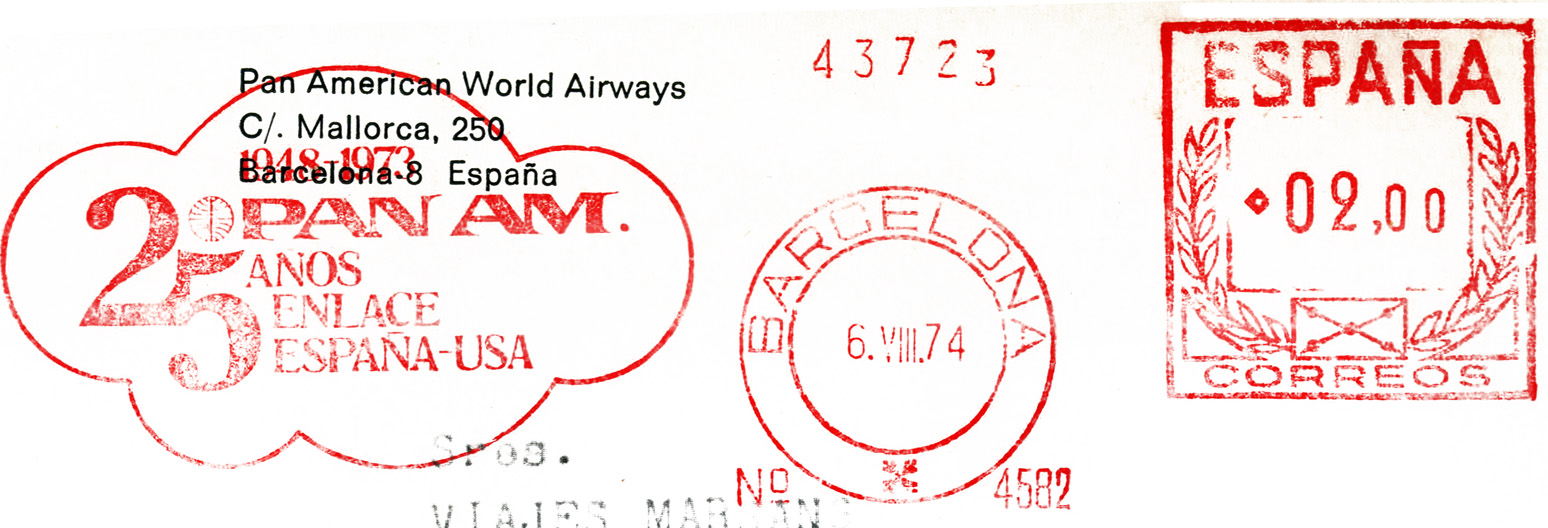 Pan American World Airways
C/. Mallorca, 250
1948-1973
Barcelona-8 España
25 PAN AM.
AÑOS
ENLACE
ESPAÑA-USA
43723
BARCELONA
6.VIII.74
Nº 4582
ESPAÑA
02,00
CORREOS
Sres.
VIAJES